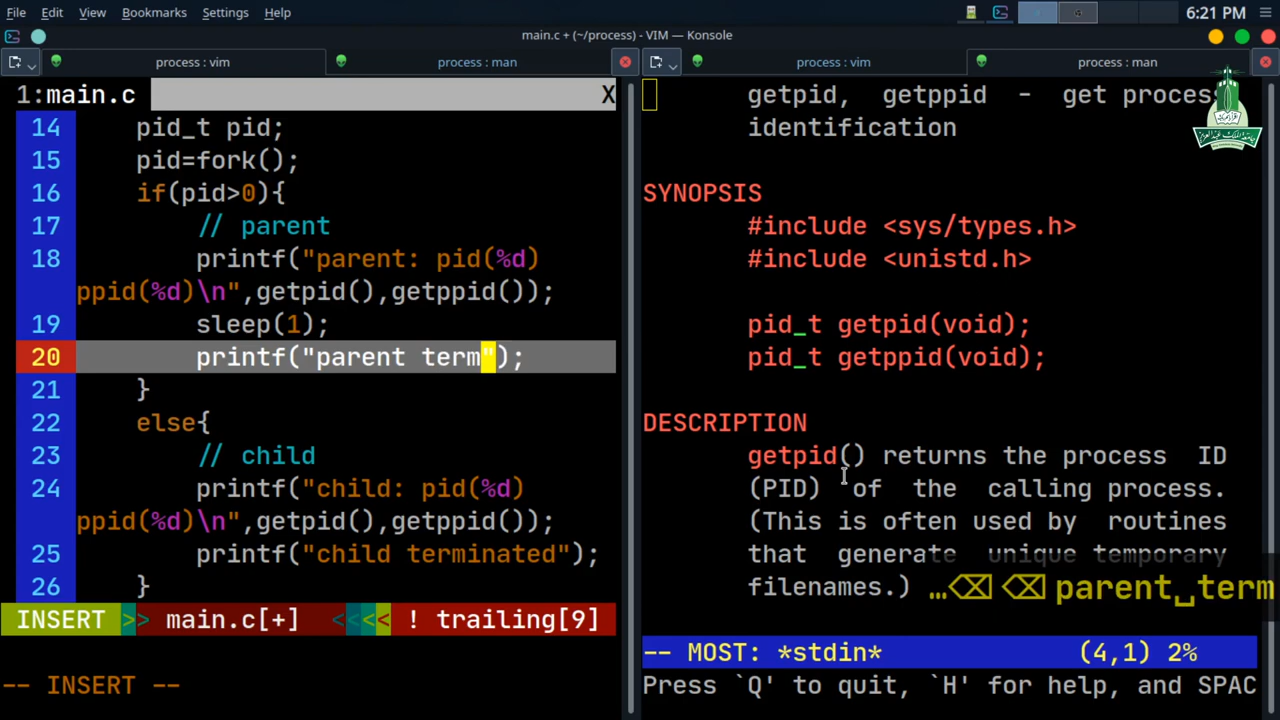 File Edit View Bookmarks Settings Help 6:21 PM
main.c + (~/process) - VIM — Konsole
process : vim process : man process : vim process : man
1:main.c X
14 pid_t pid;
15 pid=fork();
16 if(pid>0){
17 // parent
18 printf("parent: pid(%d)
ppid(%d)\n",getpid(),getppid());
19 sleep(1);
20 printf("parent term");
21 }
22 else{
23 // child
24 printf("child: pid(%d)
ppid(%d)\n",getpid(),getppid());
25 printf("child terminated");
26 }
INSERT >> main.c[+] <<< ! trailing[9]
-- INSERT --
getpid, getppid - get process
identification
SYNOPSIS
#include <sys/types.h>
#include <unistd.h>
pid_t getpid(void);
pid_t getppid(void);
DESCRIPTION
getpid() returns the process ID
(PID) of the calling process.
(This is often used by routines
that generate unique temporary
filenames.)
…⌫ ⌫ parent␣term
-- MOST: *stdin* (4,1) 2%
Press `Q' to quit, `H' for help, and SPAC